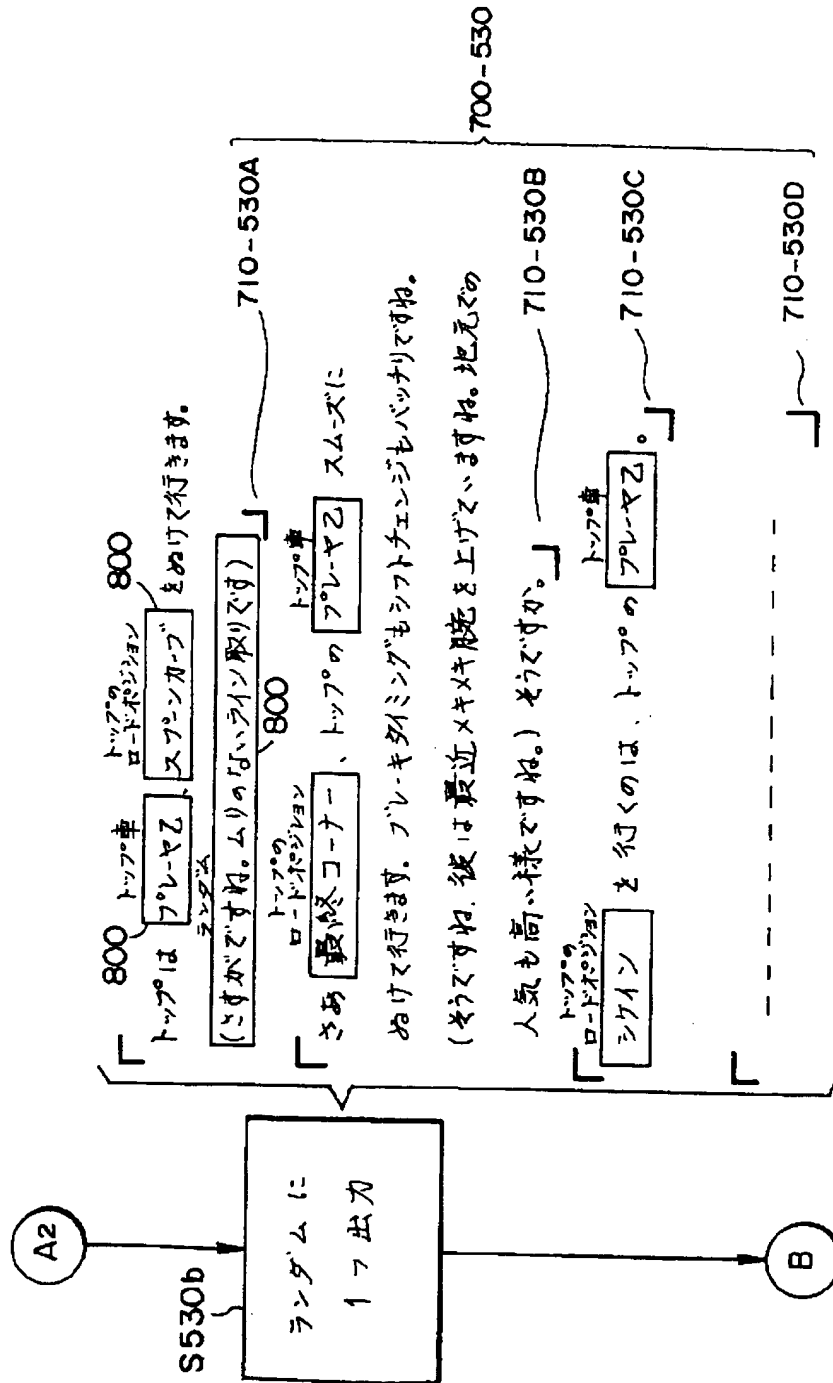 A2
S530b
ランダムに
1つ出力
B
トップの
トップ車 ロードポジション
800 800
「トップはプレーヤ乙、スプーンカーブをぬけて行きます。
ランダム
(さすがですね。ムリのないライン取りです)」
800
710-530A
トップの
ロードポジション トップ車
「さあ最終コーナー、トップのプレーヤ乙スムーズに
ぬけて行きます。ブレーキタイミングもシフトチェンジもバッチリですね。
(そうですね。彼は最近メキメキ腕を上げていますね。地元での
人気も高い様ですね。) そうですか。」
710-530B
トップの
ロードポジション トップ車
「シケインを行くのは、トップのプレーヤ乙。」
710-530C
「--------」
710-530D
700-530